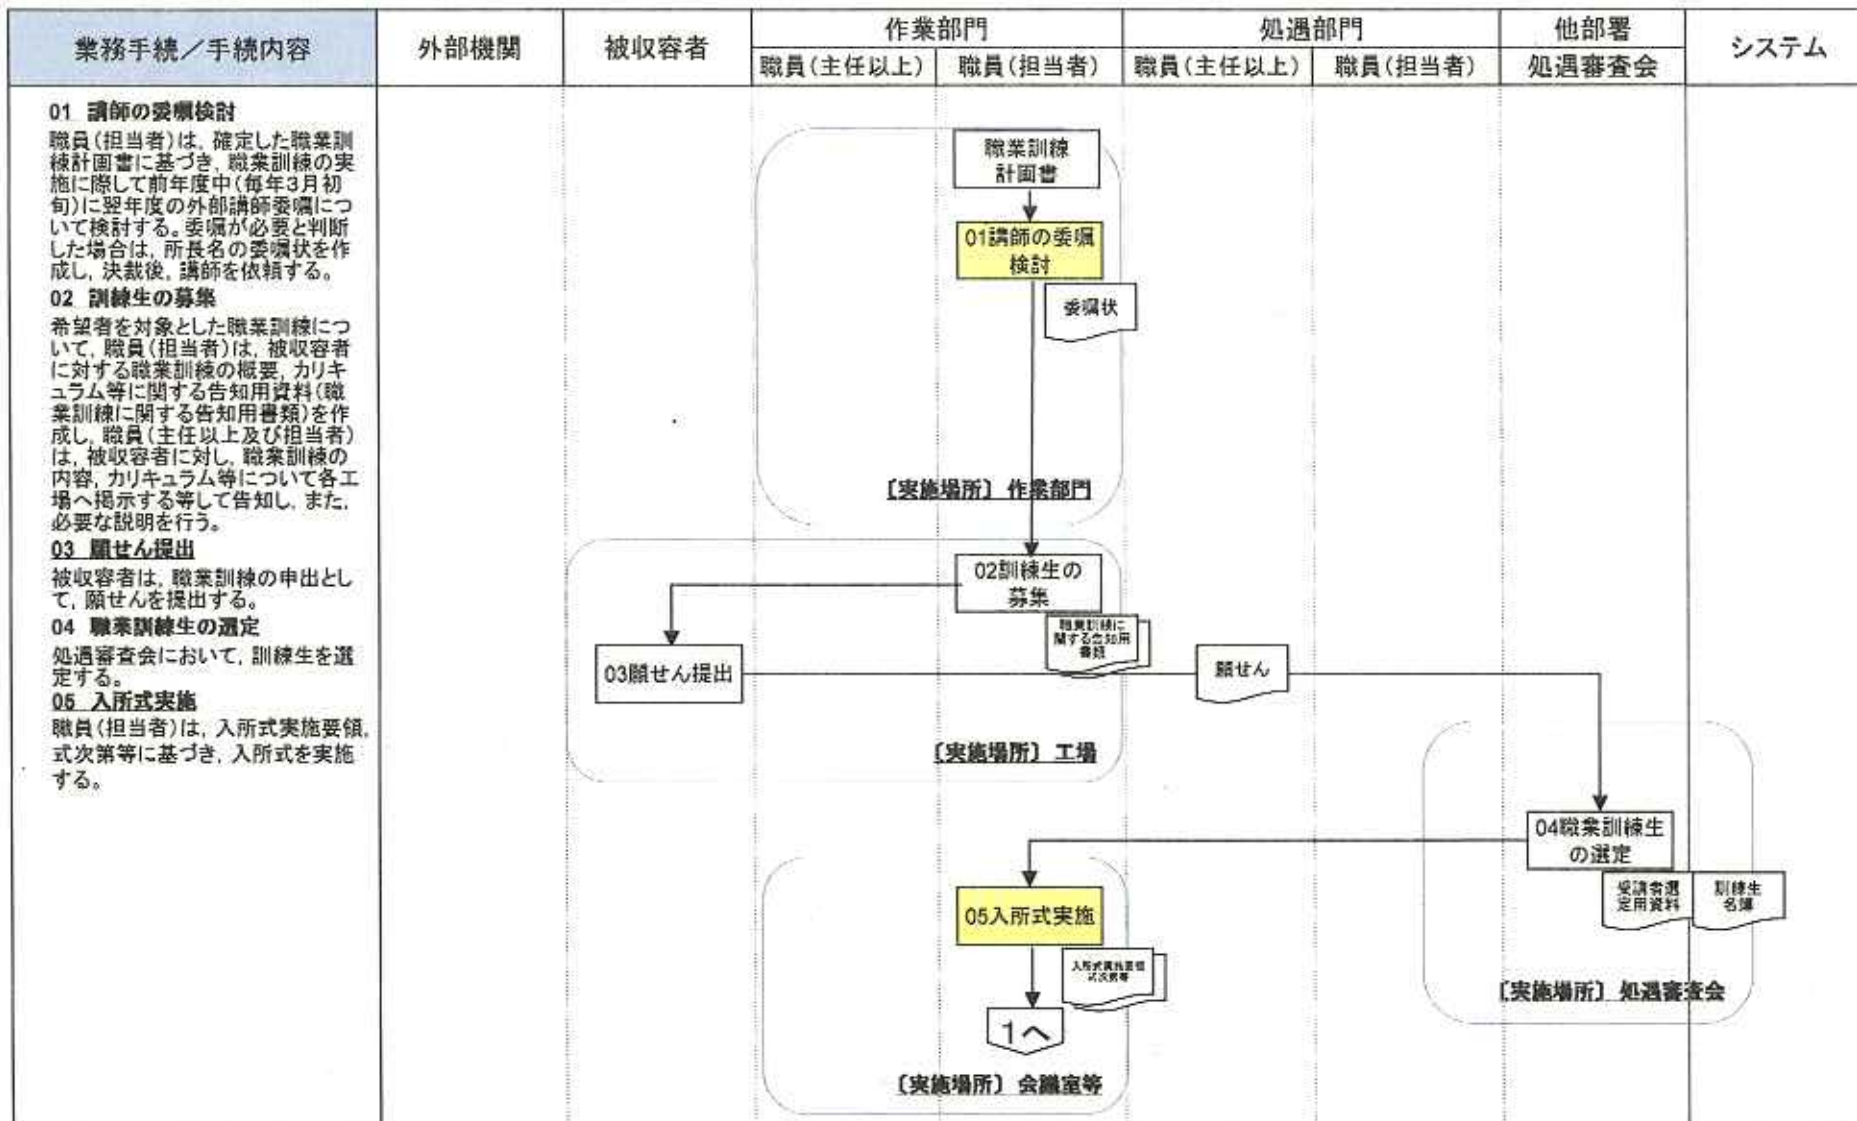 業務手続／手続内容
外部機関
被収容者
作業部門
職員(主任以上)
職員(担当者)
処遇部門
職員(主任以上)
職員(担当者)
他部署
処遇審査会
システム
01 講師の委嘱検討
職員(担当者)は，確定した職業訓
練計画書に基づき，職業訓練の実
施に際して前年度中(毎年3月初
旬)に翌年度の外部講師委嘱につ
いて検討する。委嘱が必要と判断
した場合は，所長名の委嘱状を作
成し，決裁後，講師を依頼する。
02 訓練生の募集
希望者を対象とした職業訓練につ
いて，職員(担当者)は，被収容者
に対する職業訓練の概要，カリキ
ュラム等に関する告知用資料(職
業訓練に関する告知用書類)を作
成し，職員(主任以上及び担当者)
は，被収容者に対し，職業訓練の
内容，カリキュラム等について各工
場へ掲示する等して告知し，また，
必要な説明を行う。
03 願せん提出
被収容者は，職業訓練の申出とし
て，願せんを提出する。
04 職業訓練生の選定
処遇審査会において，訓練生を選
定する。
05 入所式実施
職員(担当者)は，入所式実施要領，
式次第等に基づき，入所式を実施
する。
職業訓練
計画書
01講師の委嘱
検討
委嘱状
〔実施場所〕 作業部門
02訓練生の
募集
職業訓練に
関する告知用
書類
03願せん提出
願せん
〔実施場所〕 工場
04職業訓練生
の選定
受講者選
定用資料
訓練生
名簿
〔実施場所〕 処遇審査会
05入所式実施
入所式実施要領
式次第等
1へ
〔実施場所〕 会議室等